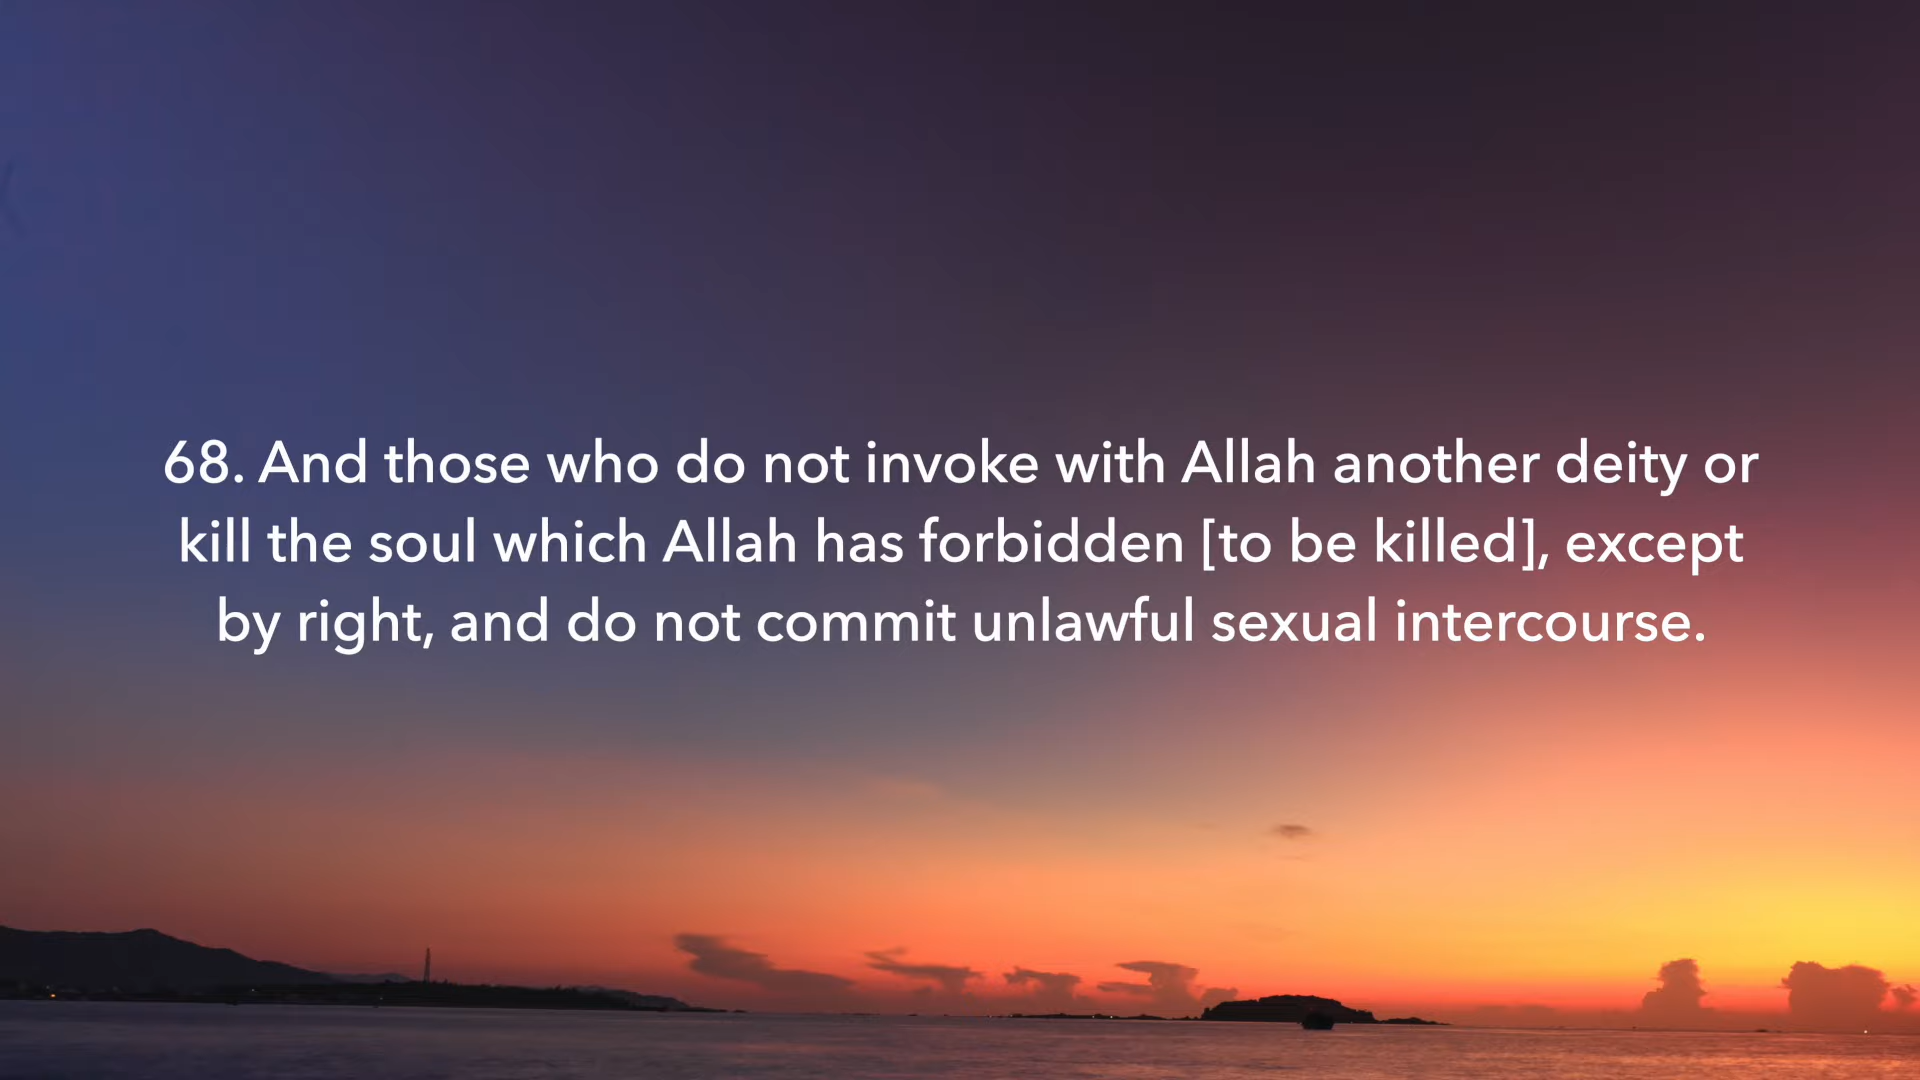 68. And those who do not invoke with Allah another deity or
kill the soul which Allah has forbidden [to be killed], except
by right, and do not commit unlawful sexual intercourse.